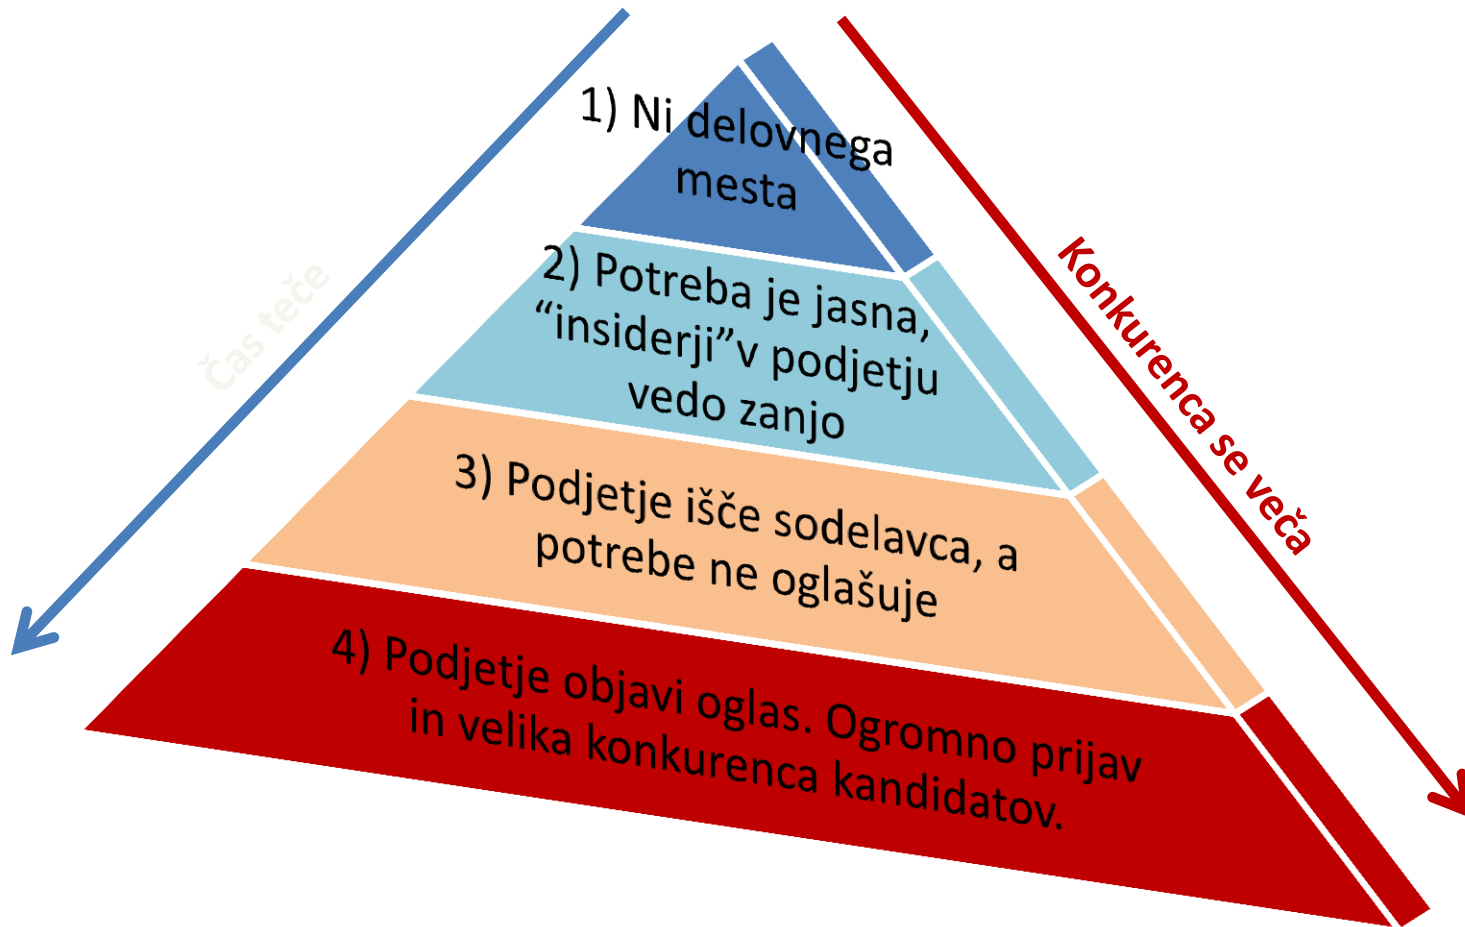 1) Ni delovnega
mesta
2) Potreba je jasna,
“insiderji”v podjetju
vedo zanjo
3) Podjetje išče sodelavca, a
potrebe ne oglašuje
4) Podjetje objavi oglas. Ogromno prijav
in velika konkurenca kandidatov.
Čas teče
Konkurenca se veča